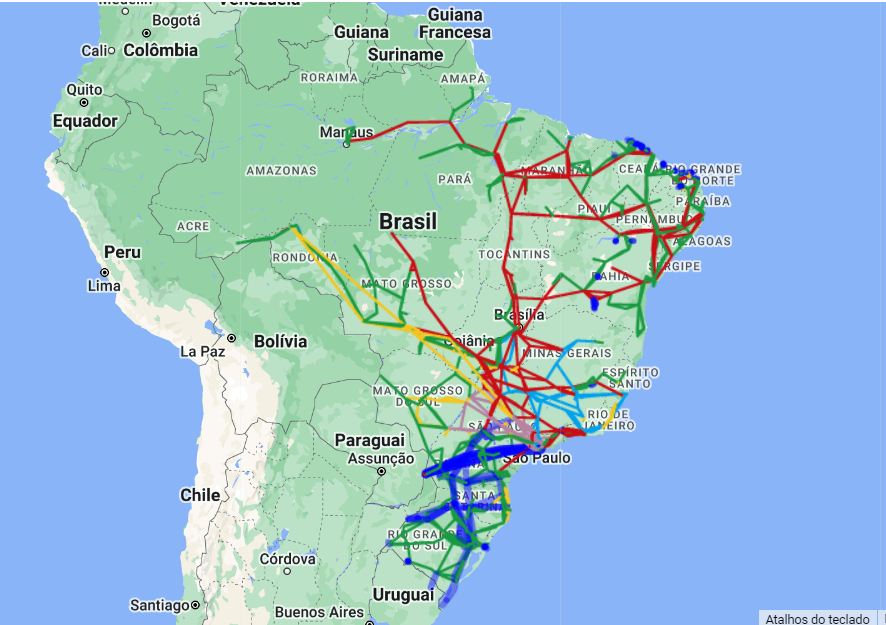 Medellín
Venezuela
Bogotá
Guiana
Guiana
Francesa
Cali
Colômbia
Suriname
RORAIMA
AMAPÁ
Quito
Equador
Manaus
AMAZONAS
PARÁ
MARANHÃO
CEARÁ
RIO GRANDE
DO NORTE
PARAÍBA
PIAUÍ
PERNAMBUCO
ACRE
Brasil
ALAGOAS
Peru
RONDÔNIA
TOCANTINS
SERGIPE
BAHIA
Lima
MATO GROSSO
Brasília
La Paz
Bolívia
Goiânia
MINAS GERAIS
ESPÍRITO
SANTO
MATO GROSSO
DO SUL
RIO DE
JANEIRO
SÃO PAULO
Paraguai
Assunção
São Paulo
Chile
SANTA
CATARINA
RIO GRANDE
DO SUL
Córdova
Uruguai
Santiago
Buenos Aires
Atalhos do teclado